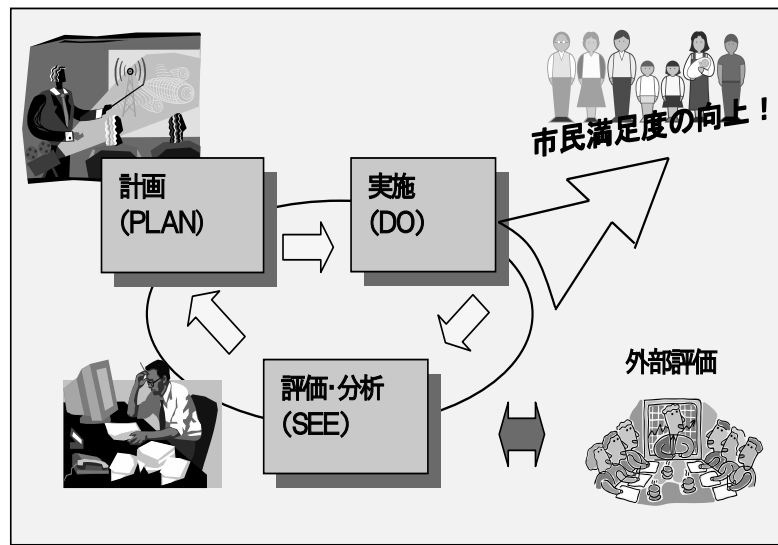 市民満足度の向上！
計画
(PLAN)
実施
(DO)
外部評価
評価･分析
(SEE)